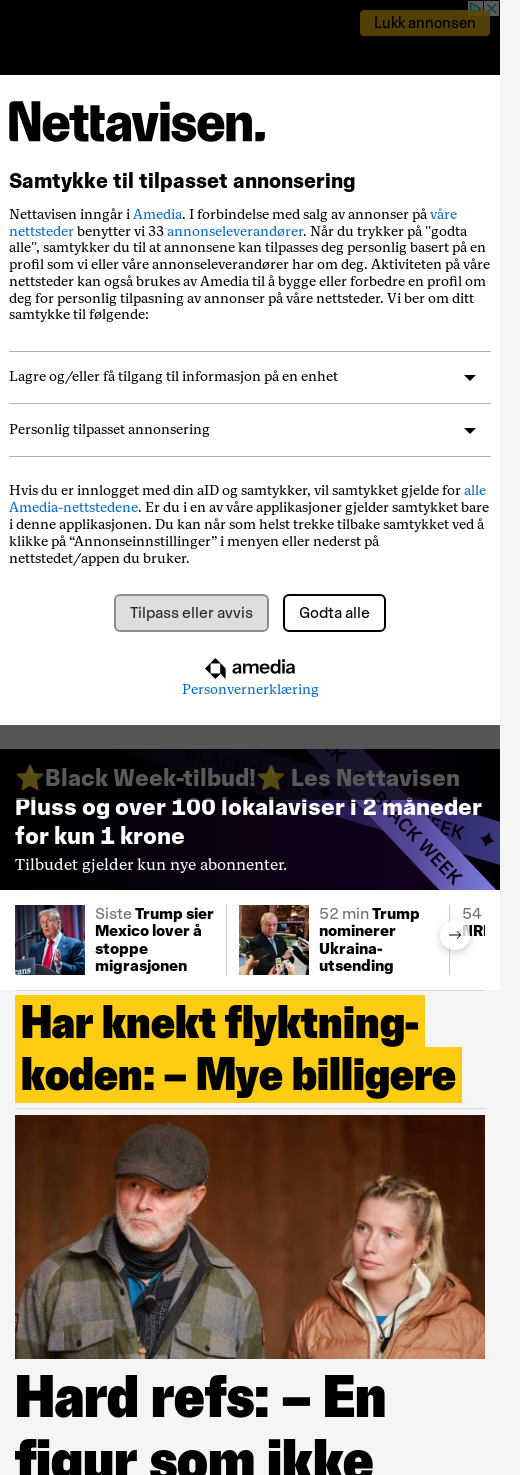 Lukk annonsen
Nettavisen.
Samtykke til tilpasset annonsering
Nettavisen inngår i Amedia. I forbindelse med salg av annonser på våre
nettsteder benytter vi 33 annonseleverandører. Når du trykker på "godta
alle", samtykker du til at annonsene kan tilpasses deg personlig basert på en
profil som vi eller våre annonseleverandører har om deg. Aktiviteten på våre
nettsteder kan også brukes av Amedia til å bygge eller forbedre en profil om
deg for personlig tilpasning av annonser på våre nettsteder. Vi ber om ditt
samtykke til følgende:
Lagre og/eller få tilgang til informasjon på en enhet
Personlig tilpasset annonsering
Hvis du er innlogget med din aID og samtykker, vil samtykket gjelde for alle
Amedia-nettstedene. Er du i en av våre applikasjoner gjelder samtykket bare
i denne applikasjonen. Du kan når som helst trekke tilbake samtykket ved å
klikke på “Annonseinnstillinger” i menyen eller nederst på
nettstedet/appen du bruker.
Tilpass eller avvis
Godta alle
amedia
Personvernerklæring
⭐Black Week-tilbud!⭐ Les Nettavisen
Pluss og over 100 lokalaviser i 2 måneder
for kun 1 krone
Tilbudet gjelder kun nye abonnenter.
BLACK WEEK
WEEK
BLACK WEEK
Siste Trump sier
Mexico lover å
stoppe
migrasjonen
52 min Trump
nominerer
Ukraina-
utsending
54
Har knekt flyktning-
koden: – Mye billigere
Hard refs: – En
figur som ikke